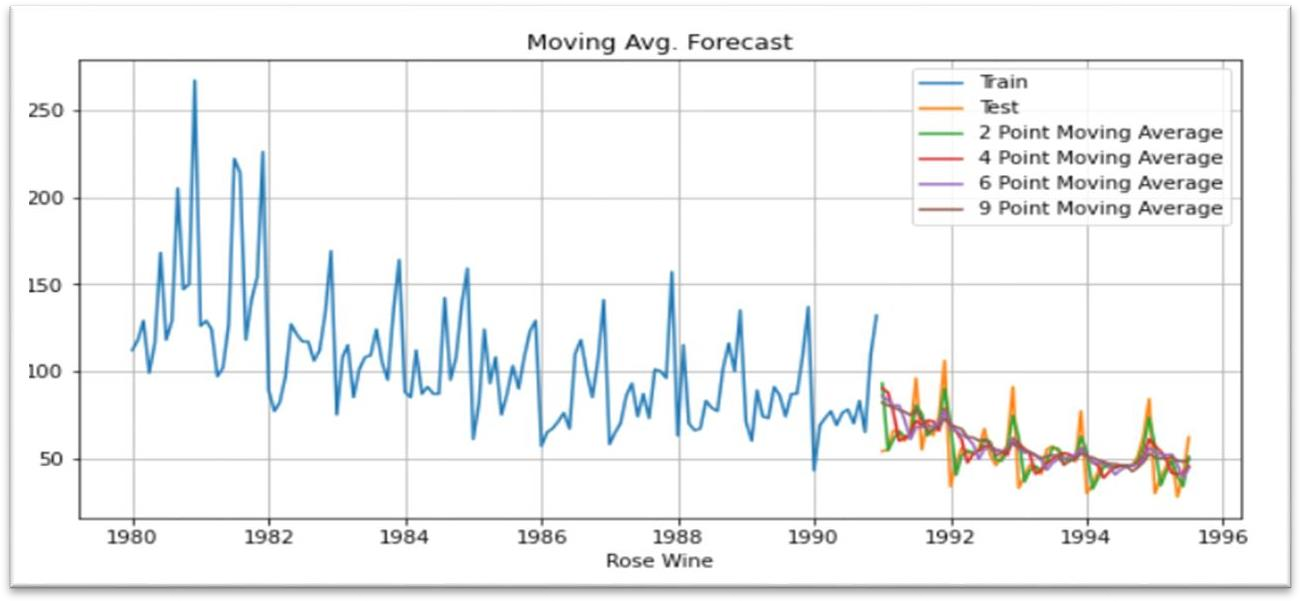 Moving Avg. Forecast
250
200
150
100
50
Train
Test
2 Point Moving Average
4 Point Moving Average
6 Point Moving Average
9 Point Moving Average
1980 1982 1984 1986 1988 1990 1992 1994 1996
Rose Wine